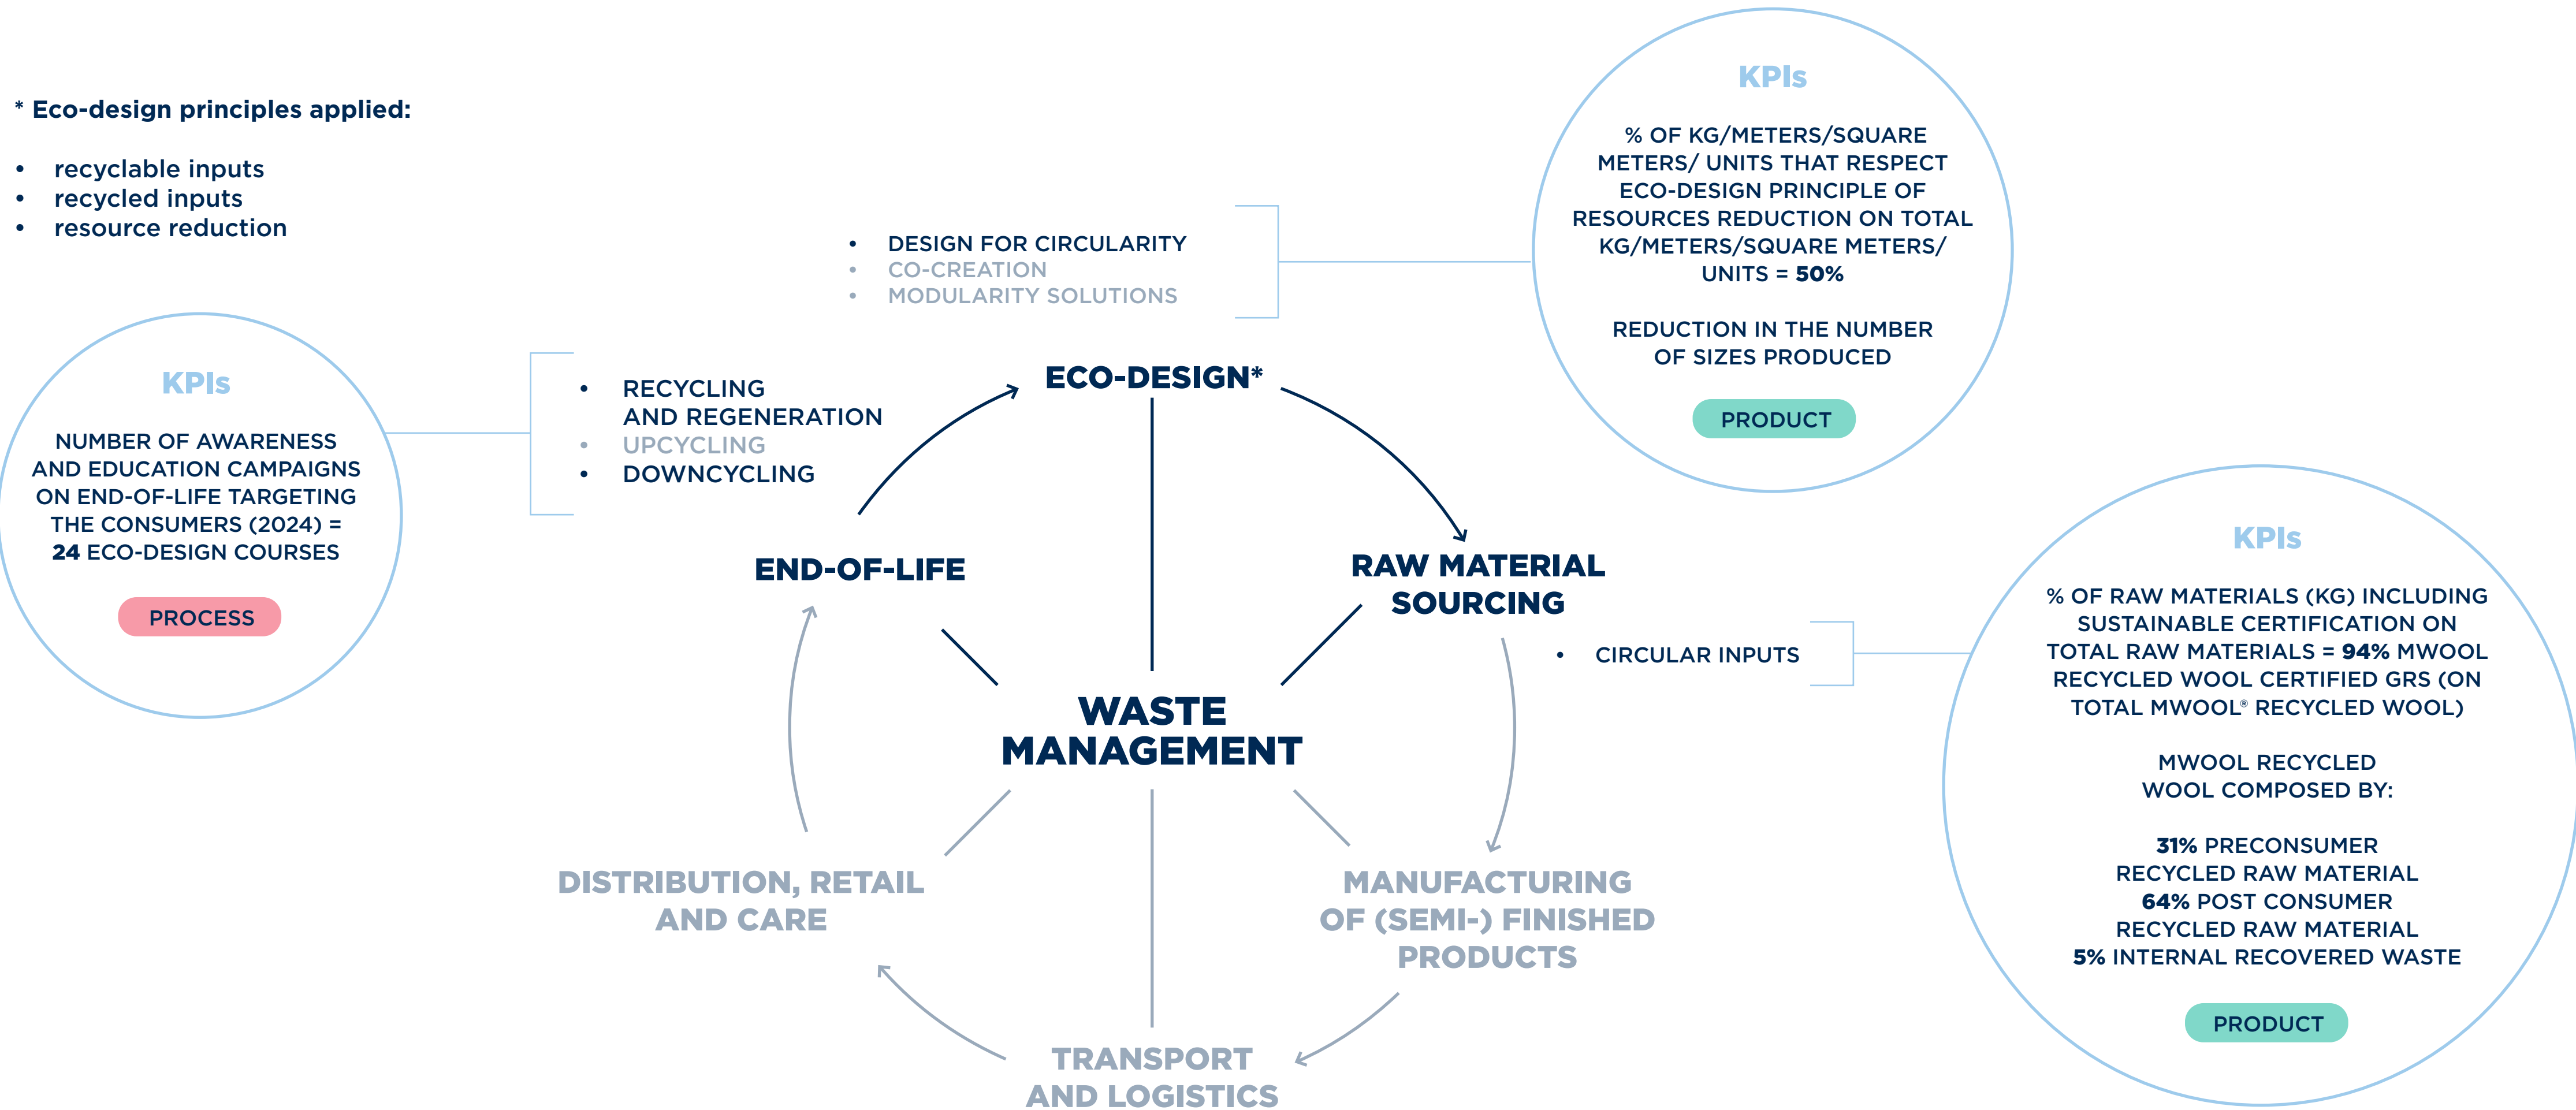 * Eco-design principles applied:
• recyclable inputs
• recycled inputs
• resource reduction
KPIs
% OF KG/METERS/SQUARE
METERS/ UNITS THAT RESPECT
ECO-DESIGN PRINCIPLE OF
RESOURCES REDUCTION ON TOTAL
KG/METERS/SQUARE METERS/
UNITS = 50%
REDUCTION IN THE NUMBER
OF SIZES PRODUCED
PRODUCT
• DESIGN FOR CIRCULARITY
• CO-CREATION
• MODULARITY SOLUTIONS
KPIs
NUMBER OF AWARENESS
AND EDUCATION CAMPAIGNS
ON END-OF-LIFE TARGETING
THE CONSUMERS (2024) =
24 ECO-DESIGN COURSES
PROCESS
• RECYCLING
AND REGENERATION
• UPCYCLING
• DOWNCYCLING
ECO-DESIGN*
END-OF-LIFE
RAW MATERIAL
SOURCING
• CIRCULAR INPUTS
KPIs
% OF RAW MATERIALS (KG) INCLUDING
SUSTAINABLE CERTIFICATION ON
TOTAL RAW MATERIALS = 94% MWOOL
RECYCLED WOOL CERTIFIED GRS (ON
TOTAL MWOOL® RECYCLED WOOL)
MWOOL RECYCLED
WOOL COMPOSED BY:
31% PRECONSUMER
RECYCLED RAW MATERIAL
64% POST CONSUMER
RECYCLED RAW MATERIAL
5% INTERNAL RECOVERED WASTE
PRODUCT
WASTE
MANAGEMENT
DISTRIBUTION, RETAIL
AND CARE
MANUFACTURING
OF (SEMI-) FINISHED
PRODUCTS
TRANSPORT
AND LOGISTICS